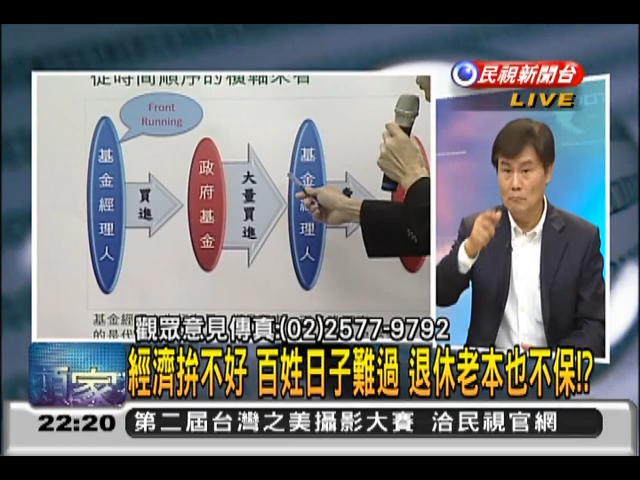 從時間順序的橫軸來看
民視新聞台
LIVE
Front
Running
基金經理人
買進
政府基金
大量買進
基金經理人
觀眾意見傳真:(02)2577-9792
經濟拚不好 百姓日子難過 退休老本也不保!?
22:20
第二屆台灣之美攝影大賽 洽民視官網